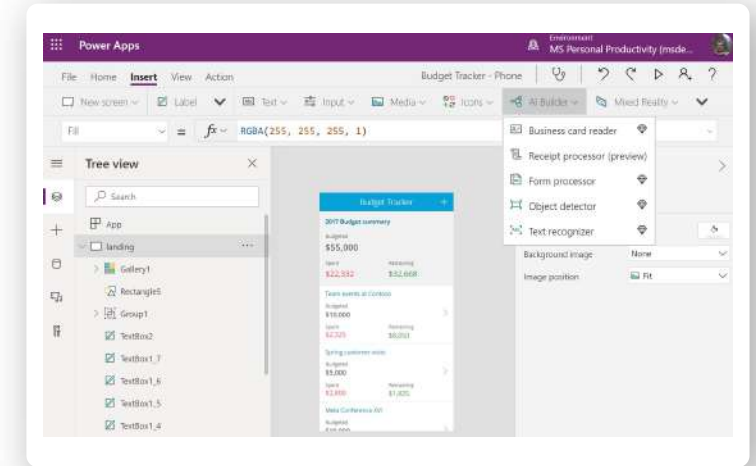 Power Apps
Environment
MS Personal Productivity (msde...
File Home Insert View Action
Budget Tracker - Phone
New screen Label Text Input Media Icons AI Builder Mixed Reality
Fill = fx RGBA(255, 255, 255, 1)
Business card reader
Receipt processor (preview)
Form processor
Object detector
Text recognizer
Tree view
Search
App
landing
Gallery1
Rectangle5
Group1
TextBox2
TextBox1_7
TextBox1_6
TextBox1_5
TextBox1_4
Budget Tracker
2017 Budget summary
Budgeted
$55,000
Spent Remaining
$22,332 $32,668
Team events at Contoso
Budgeted
$10,000
Spent Remaining
$2,325
Spring customer visits
Budgeted
$5,000
Spent Remaining
Meta Conference XVI
Budgeted
Background image None
Image position Fit